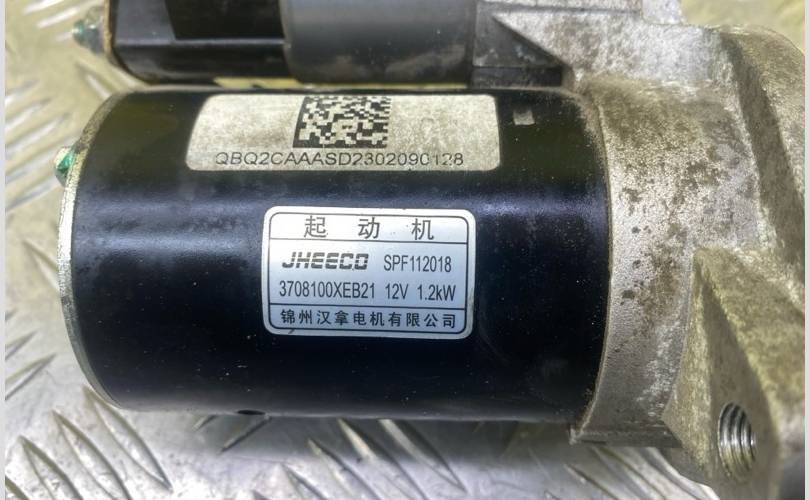 QBQ2CAAASD2302090128
起动机
JHEECO SPF112018
3708100XEB21 12V 1.2kW
锦州汉拿电机有限公司